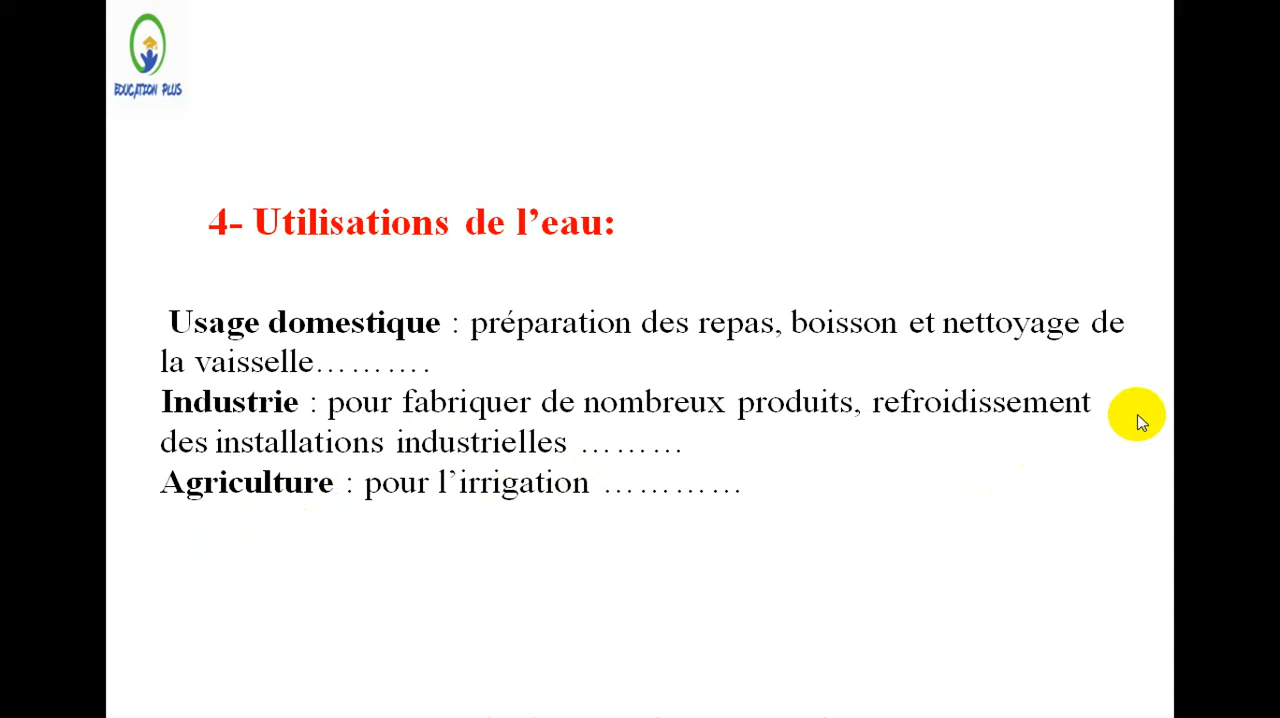 EDUCATION PLUS
4- Utilisations de l’eau:
Usage domestique : préparation des repas, boisson et nettoyage de
la vaisselle……….
Industrie : pour fabriquer de nombreux produits, refroidissement
des installations industrielles ………
Agriculture : pour l’irrigation …………